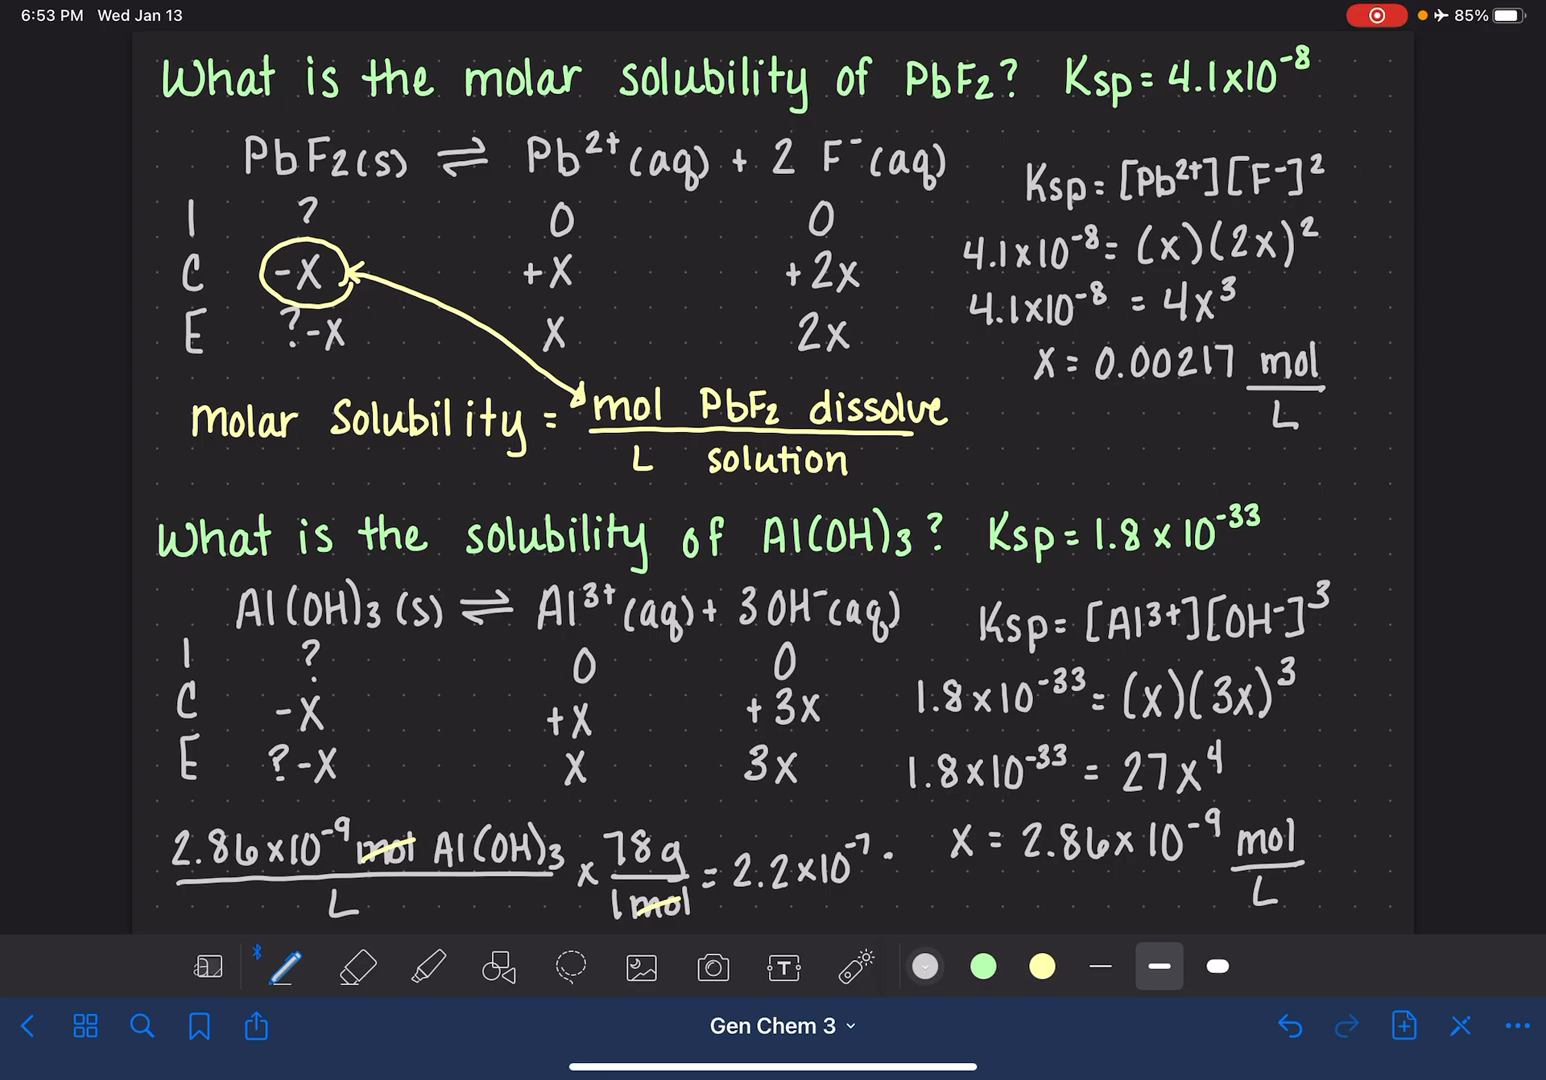 6:53 PM Wed Jan 13
85%
What is the molar solubility of PbF₂? Ksp = 4.1x10⁻⁸
PbF₂(s) ⇌ Pb²⁺(aq) + 2 F⁻(aq)
I ? 0 0
C -X +X +2x
E ?-X X 2x
Ksp = [Pb²⁺][F⁻]²
4.1x10⁻⁸ = (x)(2x)²
4.1x10⁻⁸ = 4x³
X = 0.00217 mol
L
molar Solubility = mol PbF₂ dissolve
L solution
What is the solubility of Al(OH)₃? Ksp = 1.8 x 10⁻³³
Al(OH)₃(s) ⇌ Al³⁺(aq) + 3OH⁻(aq)
I ? 0 0
C -X +X +3x
E ?-X X 3x
Ksp = [Al³⁺][OH⁻]³
1.8x10⁻³³ = (x)(3x)³
1.8x10⁻³³ = 27x⁴
X = 2.86x10⁻⁹ mol
L
2.86x10⁻⁹ mol Al(OH)₃ x 78g = 2.2x10⁻⁷
L 1mol
T
Gen Chem 3